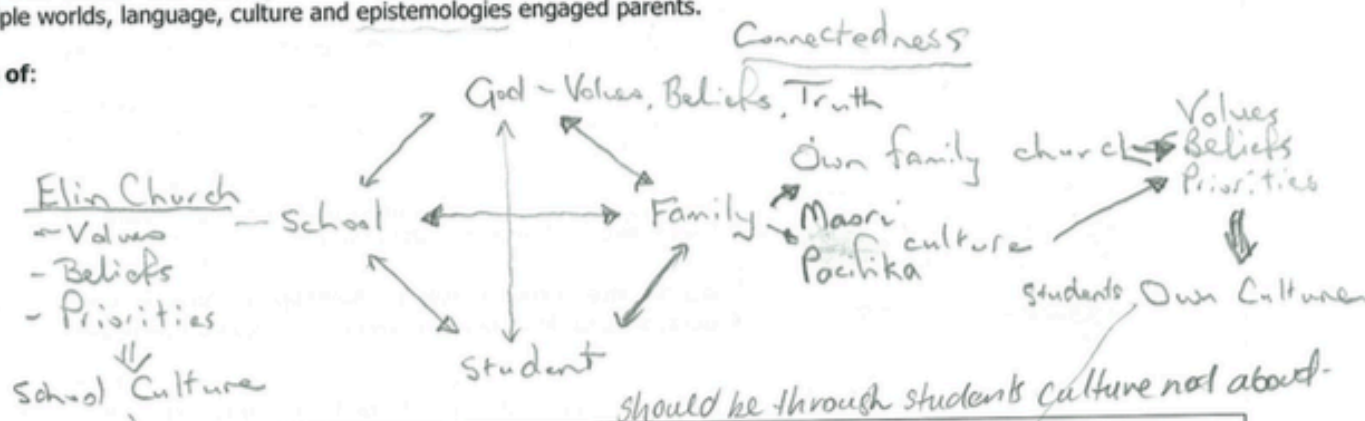 ple worlds, language, culture and epistemologies engaged parents.
Connectedness
of:
God - Values, Beliefs, Truth
Values
Own family church
Beliefs
Priorities
Elim Church
- School
Family
Maori
culture
Pacifika
- Values
- Beliefs
- Priorities
Students Own Culture
Student
School Culture
should be through students culture not about.